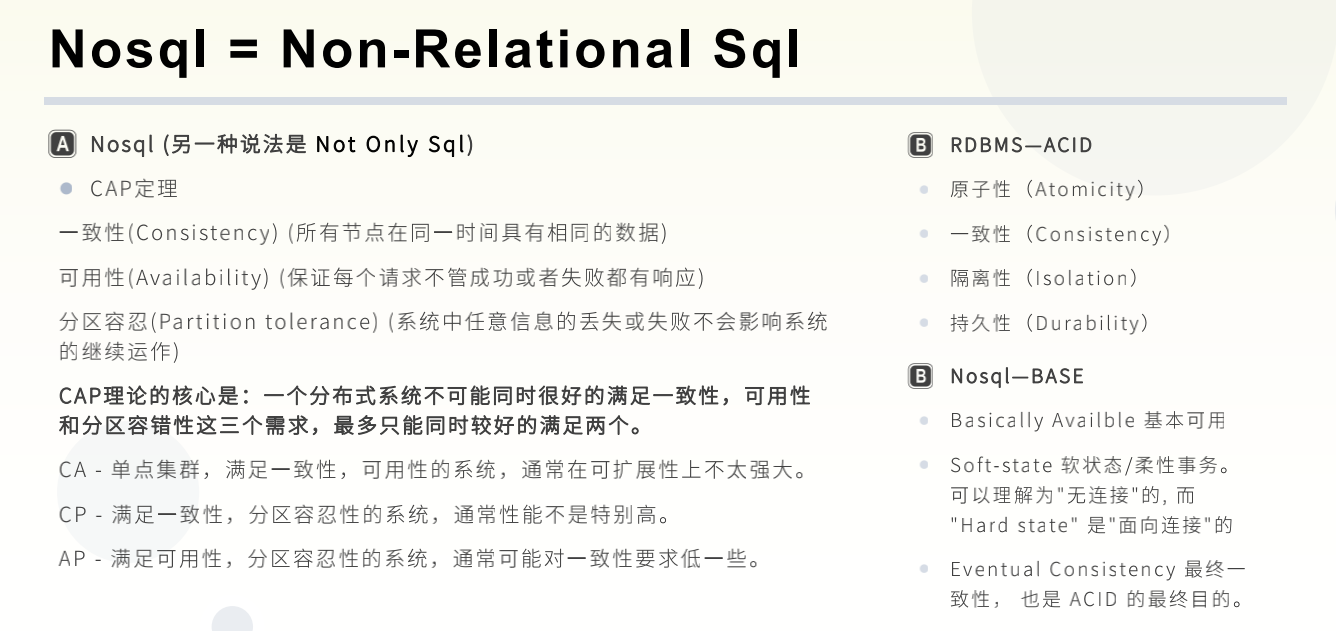 Nosql = Non-Relational Sql
A Nosql (另一种说法是 Not Only Sql)
CAP定理
一致性(Consistency) (所有节点在同一时间具有相同的数据)
可用性(Availability) (保证每个请求不管成功或者失败都有响应)
分区容忍(Partition tolerance) (系统中任意信息的丢失或失败不会影响系统
的继续运作)
CAP理论的核心是：一个分布式系统不可能同时很好的满足一致性，可用性
和分区容错性这三个需求，最多只能同时较好的满足两个。
CA - 单点集群，满足一致性，可用性的系统，通常在可扩展性上不太强大。
CP - 满足一致性，分区容忍性的系统，通常性能不是特别高。
AP - 满足可用性，分区容忍性的系统，通常可能对一致性要求低一些。
B RDBMS—ACID
原子性（Atomicity）
一致性（Consistency）
隔离性（Isolation）
持久性（Durability）
B Nosql—BASE
Basically Availble 基本可用
Soft-state 软状态/柔性事务。
可以理解为"无连接"的, 而
"Hard state" 是"面向连接"的
Eventual Consistency 最终一
致性， 也是 ACID 的最终目的。